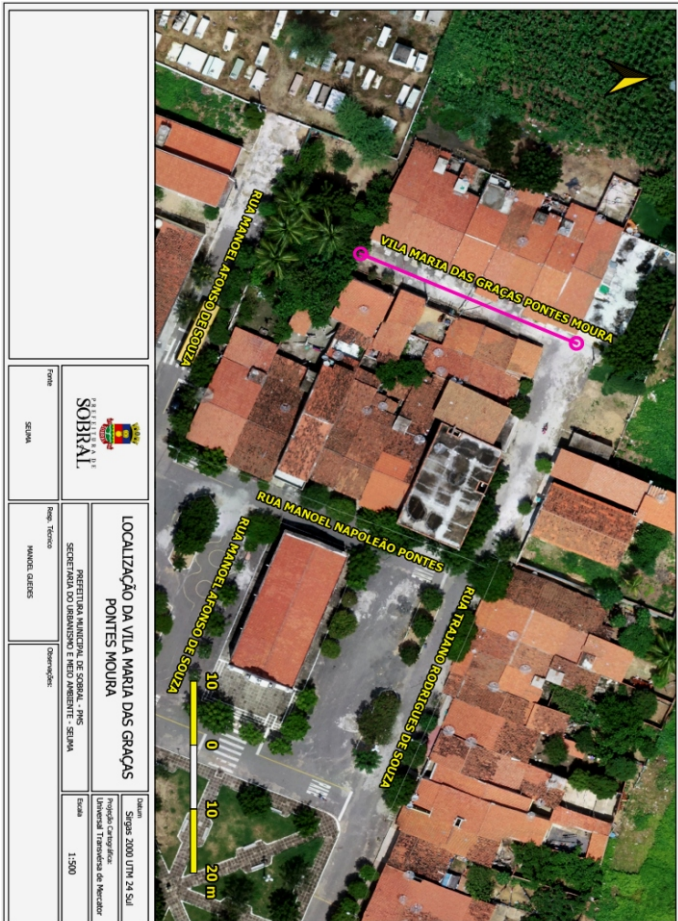 VILA MARIA DAS GRAÇAS PONTES MOURA
RUA MANOEL AFONSO DE SOUZA
RUA MANOEL NAPOLEÃO PONTES
RUA MANOEL AFONSO DE SOUZA
RUA TRAJANO RODRIGUES DE SOUZA
10 0 10 20 m
PREFEITURA DE
SOBRAL
LOCALIZAÇÃO DA VILA MARIA DAS GRAÇAS
PONTES MOURA
Datum
Sirgas 2000 UTM 24 Sul
Projeção Cartográfica:
Universal Transversa de Mercator
PREFEITURA MUNICIPAL DE SOBRAL - PMS
SECRETARIA DO URBANISMO E MEIO AMBIENTE - SEUMA
Escala
1:500
Fonte
SEUMA
Resp. Técnico
MANOEL GUEDES
Observações: